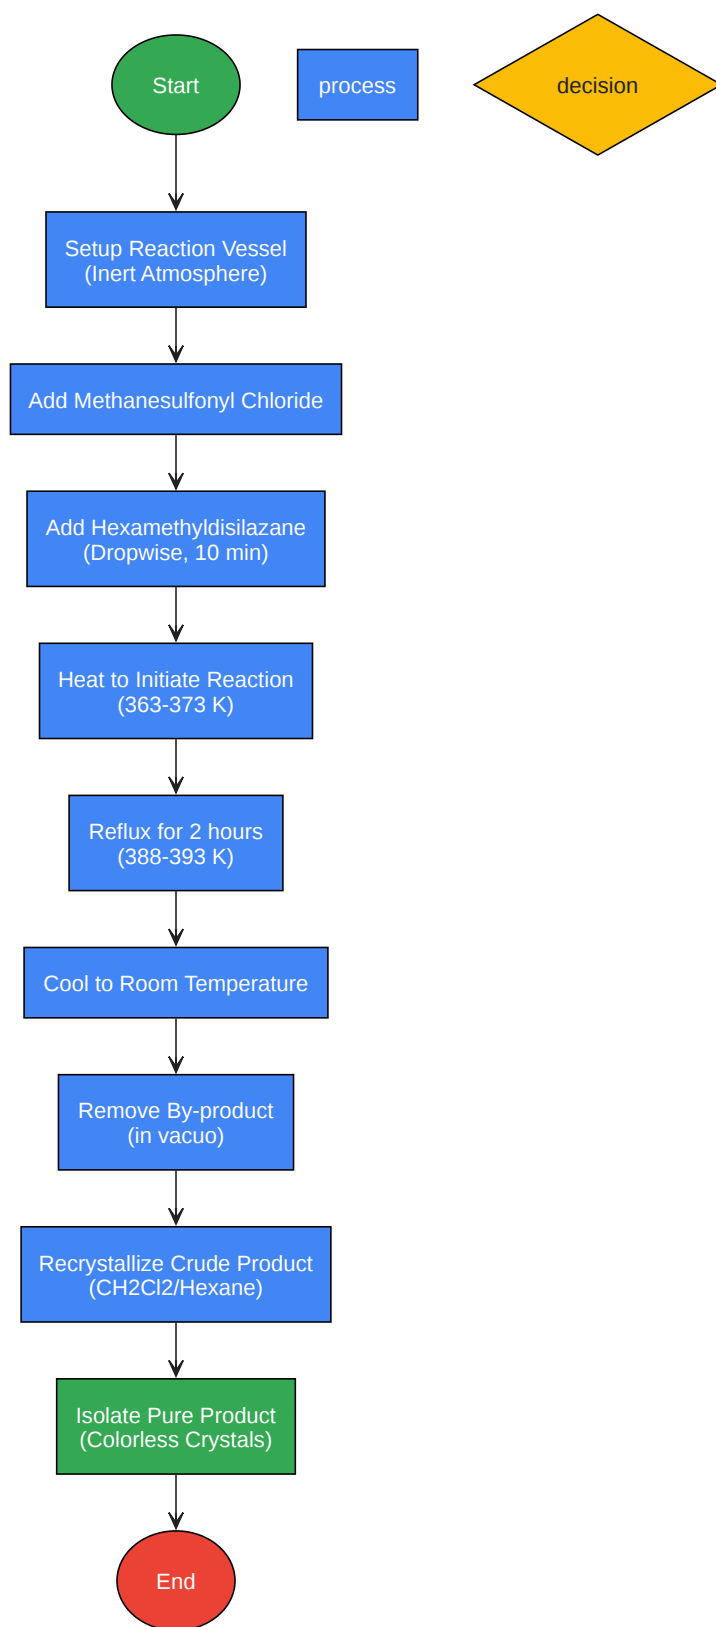 Start
process
decision
Setup Reaction Vessel
(Inert Atmosphere)
Add Methanesulfonyl Chloride
Add Hexamethyldisilazane
(Dropwise, 10 min)
Heat to Initiate Reaction
(363-373 K)
Reflux for 2 hours
(388-393 K)
Cool to Room Temperature
Remove By-product
(in vacuo)
Recrystallize Crude Product
(CH2Cl2/Hexane)
Isolate Pure Product
(Colorless Crystals)
End